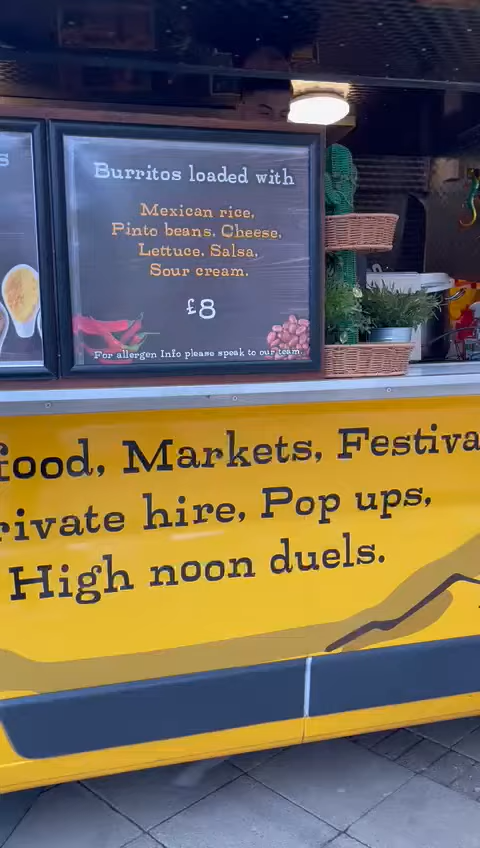 s
Burritos loaded with
Mexican rice,
Pinto beans, Cheese,
Lettuce, Salsa,
Sour cream.
£8
For allergen Info please speak to our team.
food, Markets, Festiva
rivate hire, Pop ups,
High noon duels.